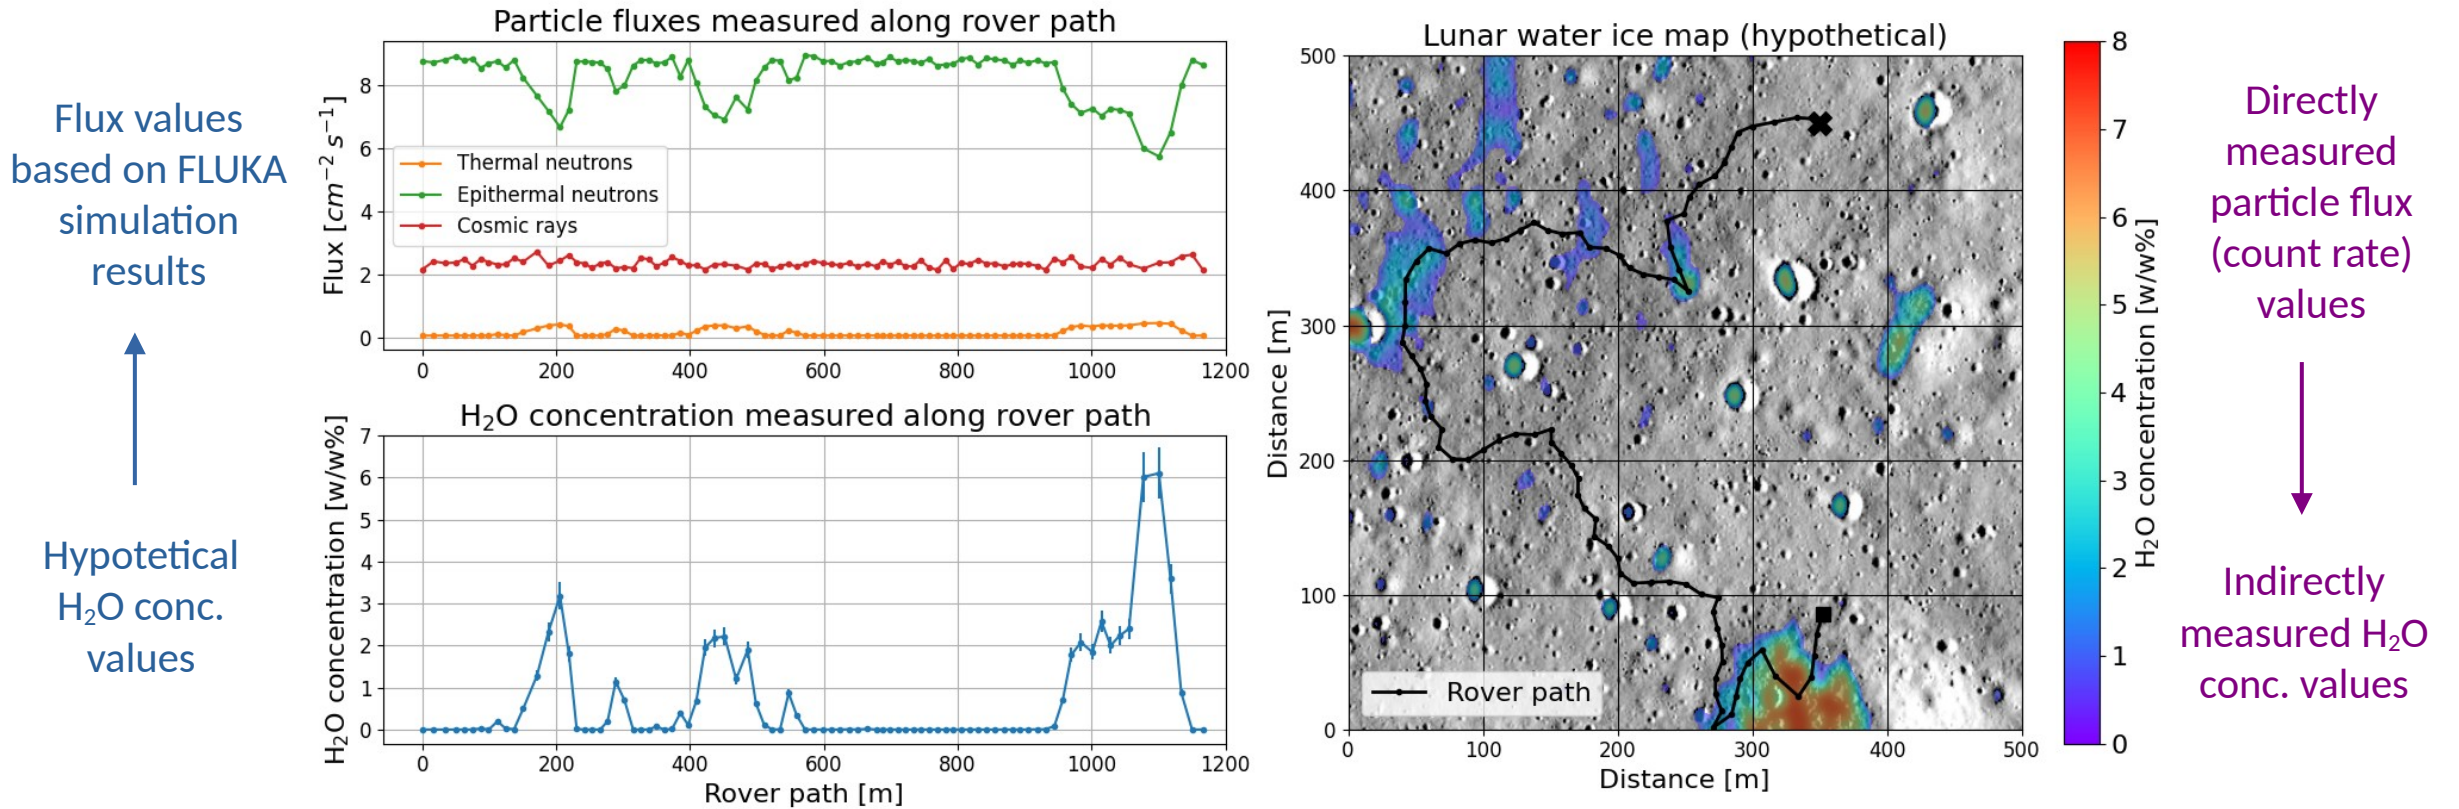 Flux values
based on FLUKA
simulation
results
Hypotetical
H₂O conc.
values
Particle fluxes measured along rover path
Flux [cm⁻² s⁻¹]
8
6
4
2
0
Thermal neutrons
Epithermal neutrons
Cosmic rays
0 200 400 600 800 1000 1200
H₂O concentration measured along rover path
H₂O concentration [w/w%]
7
6
5
4
3
2
1
0
0 200 400 600 800 1000 1200
Rover path [m]
Lunar water ice map (hypothetical)
Distance [m]
500
400
300
200
100
0
Rover path
0 100 200 300 400 500
Distance [m]
8
7
6
5
4
3
2
1
0
H₂O concentration [w/w%]
Directly
measured
particle flux
(count rate)
values
Indirectly
measured H₂O
conc. values